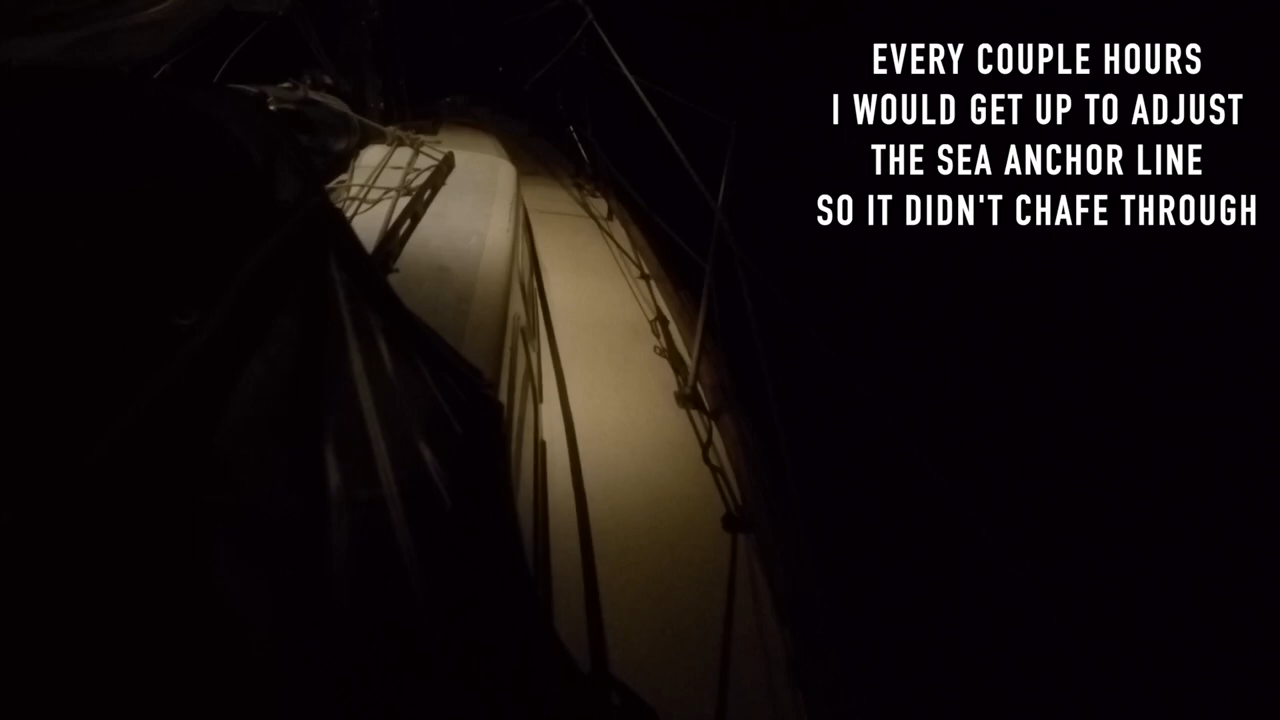 EVERY COUPLE HOURS
I WOULD GET UP TO ADJUST
THE SEA ANCHOR LINE
SO IT DIDN'T CHAFE THROUGH